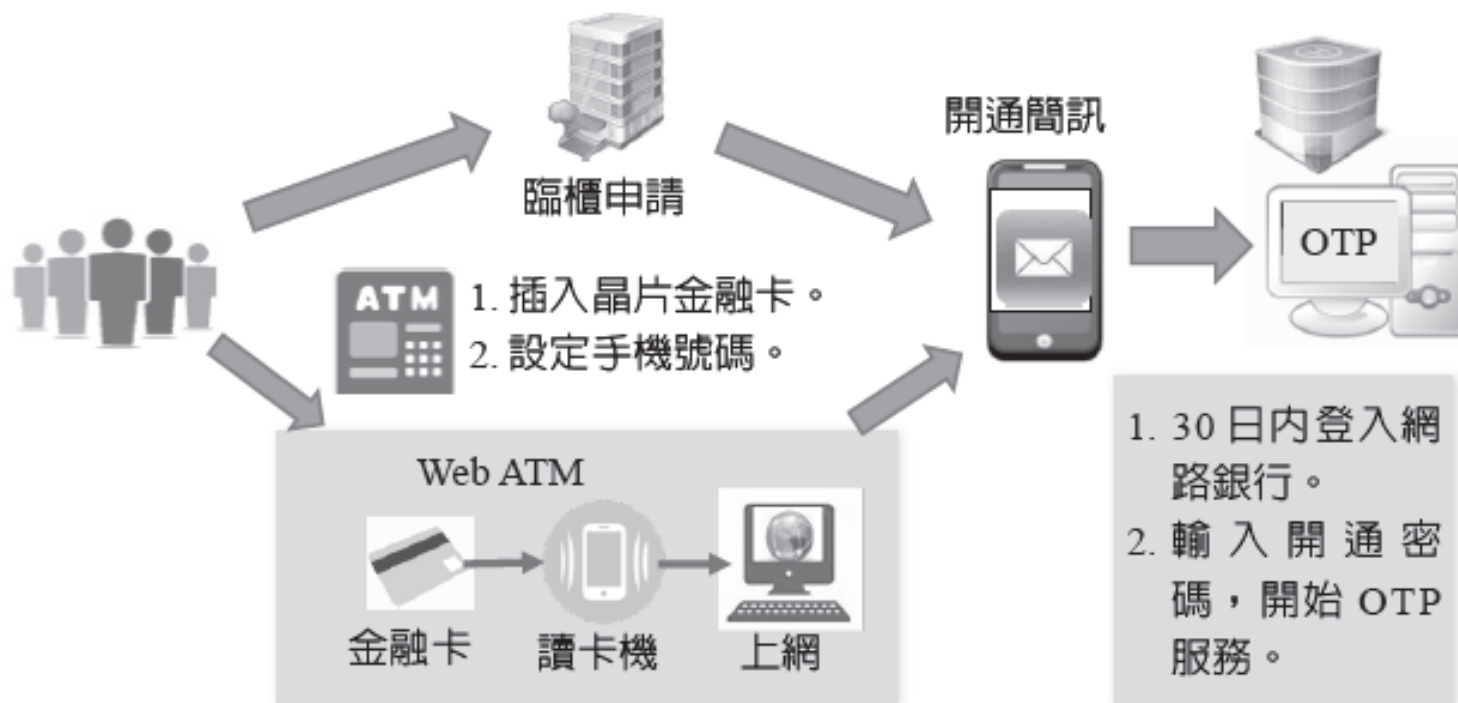 開通簡訊
臨櫃申請
OTP
ATM
1. 插入晶片金融卡。
2. 設定手機號碼。
Web ATM
金融卡
讀卡機
上網
1. 30日內登入網
路銀行。
2. 輸入開通密
碼，開始 OTP
服務。